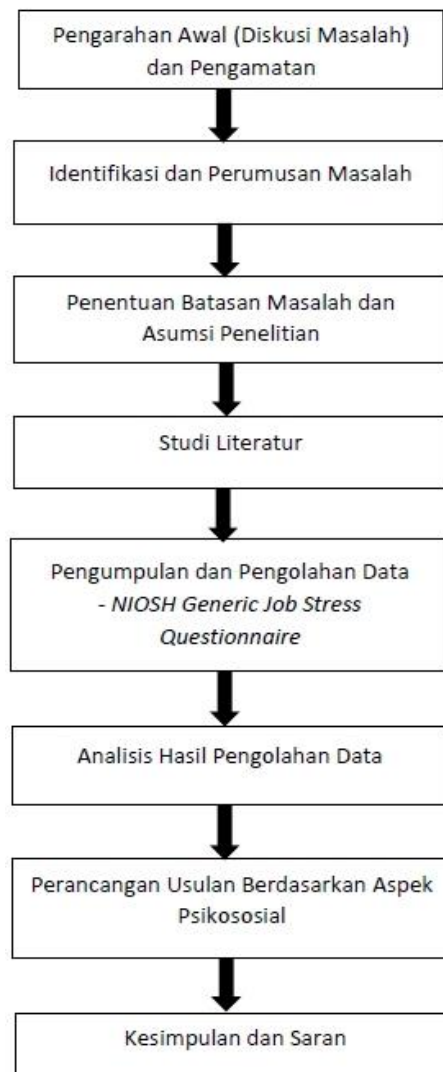 Pengarahan Awal (Diskusi Masalah)
dan Pengamatan
Identifikasi dan Perumusan Masalah
Penentuan Batasan Masalah dan
Asumsi Penelitian
Studi Literatur
Pengumpulan dan Pengolahan Data
- NIOSH Generic Job Stress
Questionnaire
Analisis Hasil Pengolahan Data
Perancangan Usulan Berdasarkan Aspek
Psikososial
Kesimpulan dan Saran